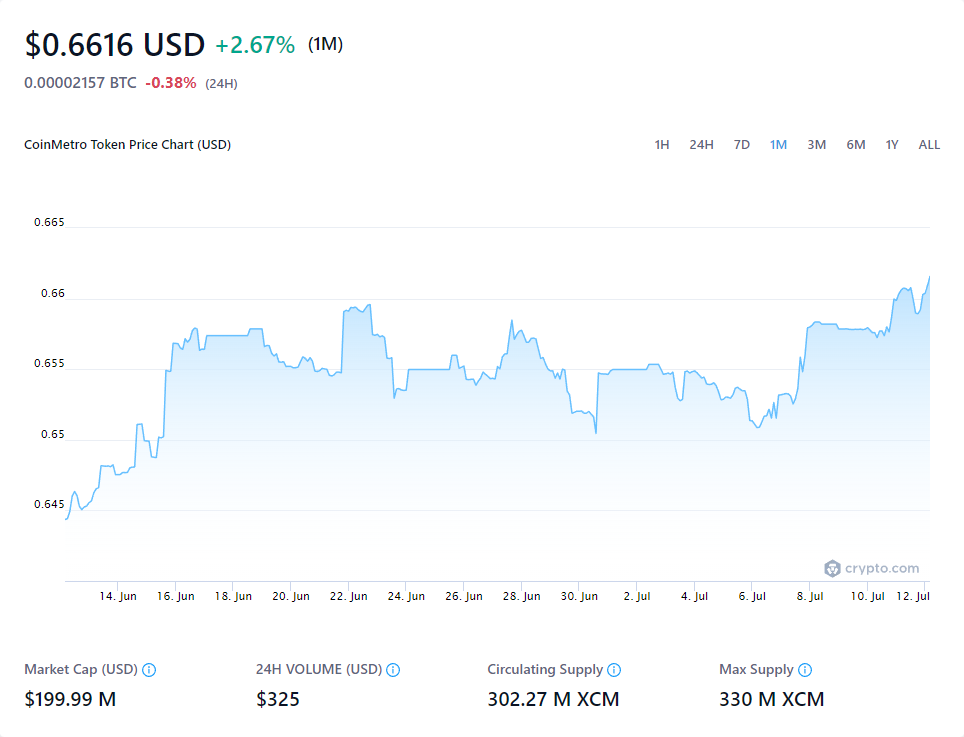 $0.6616 USD +2.67% (1M)
0.00002157 BTC -0.38% (24H)
CoinMetro Token Price Chart (USD) 1H 24H 7D 1M 3M 6M 1Y ALL
0.665
0.66
0.655
0.65
0.645
crypto.com
14. Jun 16. Jun 18. Jun 20. Jun 22. Jun 24. Jun 26. Jun 28. Jun 30. Jun 2. Jul 4. Jul 6. Jul 8. Jul 10. Jul 12. Jul
Market Cap (USD) 24H VOLUME (USD) Circulating Supply Max Supply
$199.99 M $325 302.27 M XCM 330 M XCM